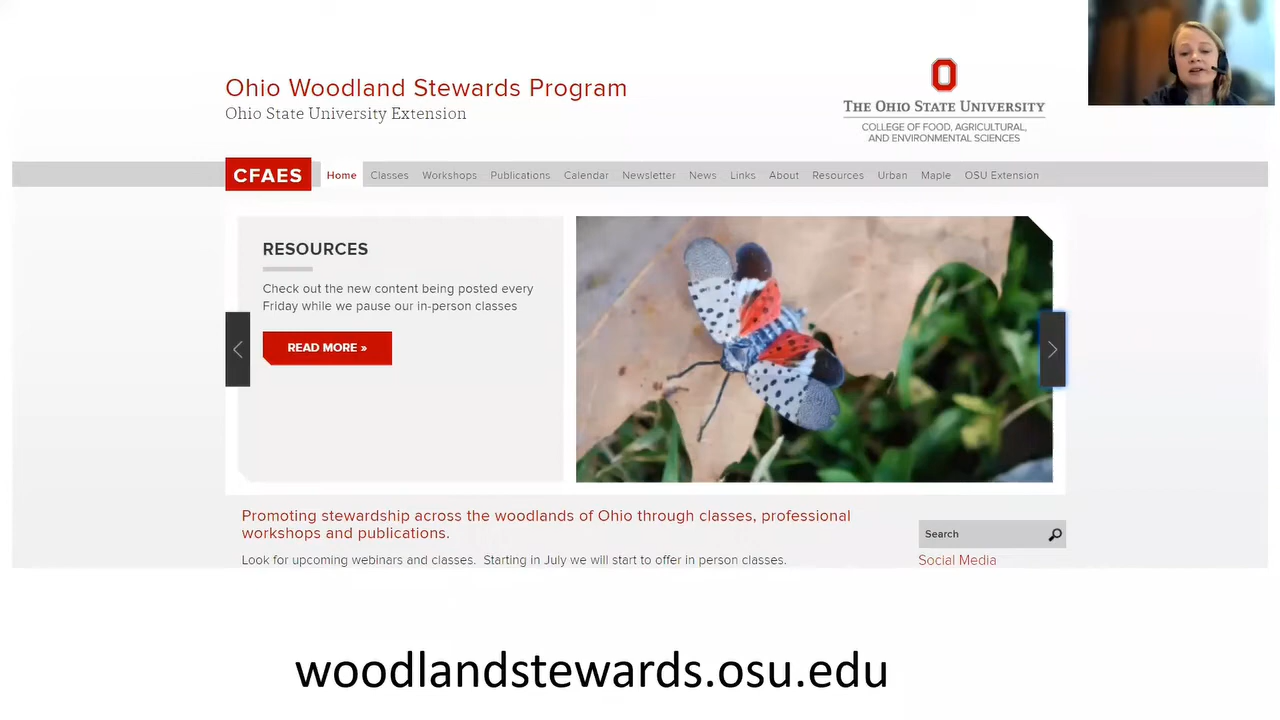 Ohio Woodland Stewards Program
Ohio State University Extension
O
THE OHIO STATE UNIVERSITY
COLLEGE OF FOOD, AGRICULTURAL,
AND ENVIRONMENTAL SCIENCES
CFAES Home Classes Workshops Publications Calendar Newsletter News Links About Resources Urban Maple OSU Extension
RESOURCES
Check out the new content being posted every
Friday while we pause our in-person classes
READ MORE »
Promoting stewardship across the woodlands of Ohio through classes, professional
workshops and publications.
Look for upcoming webinars and classes. Starting in July we will start to offer in person classes.
Search
Social Media
woodlandstewards.osu.edu